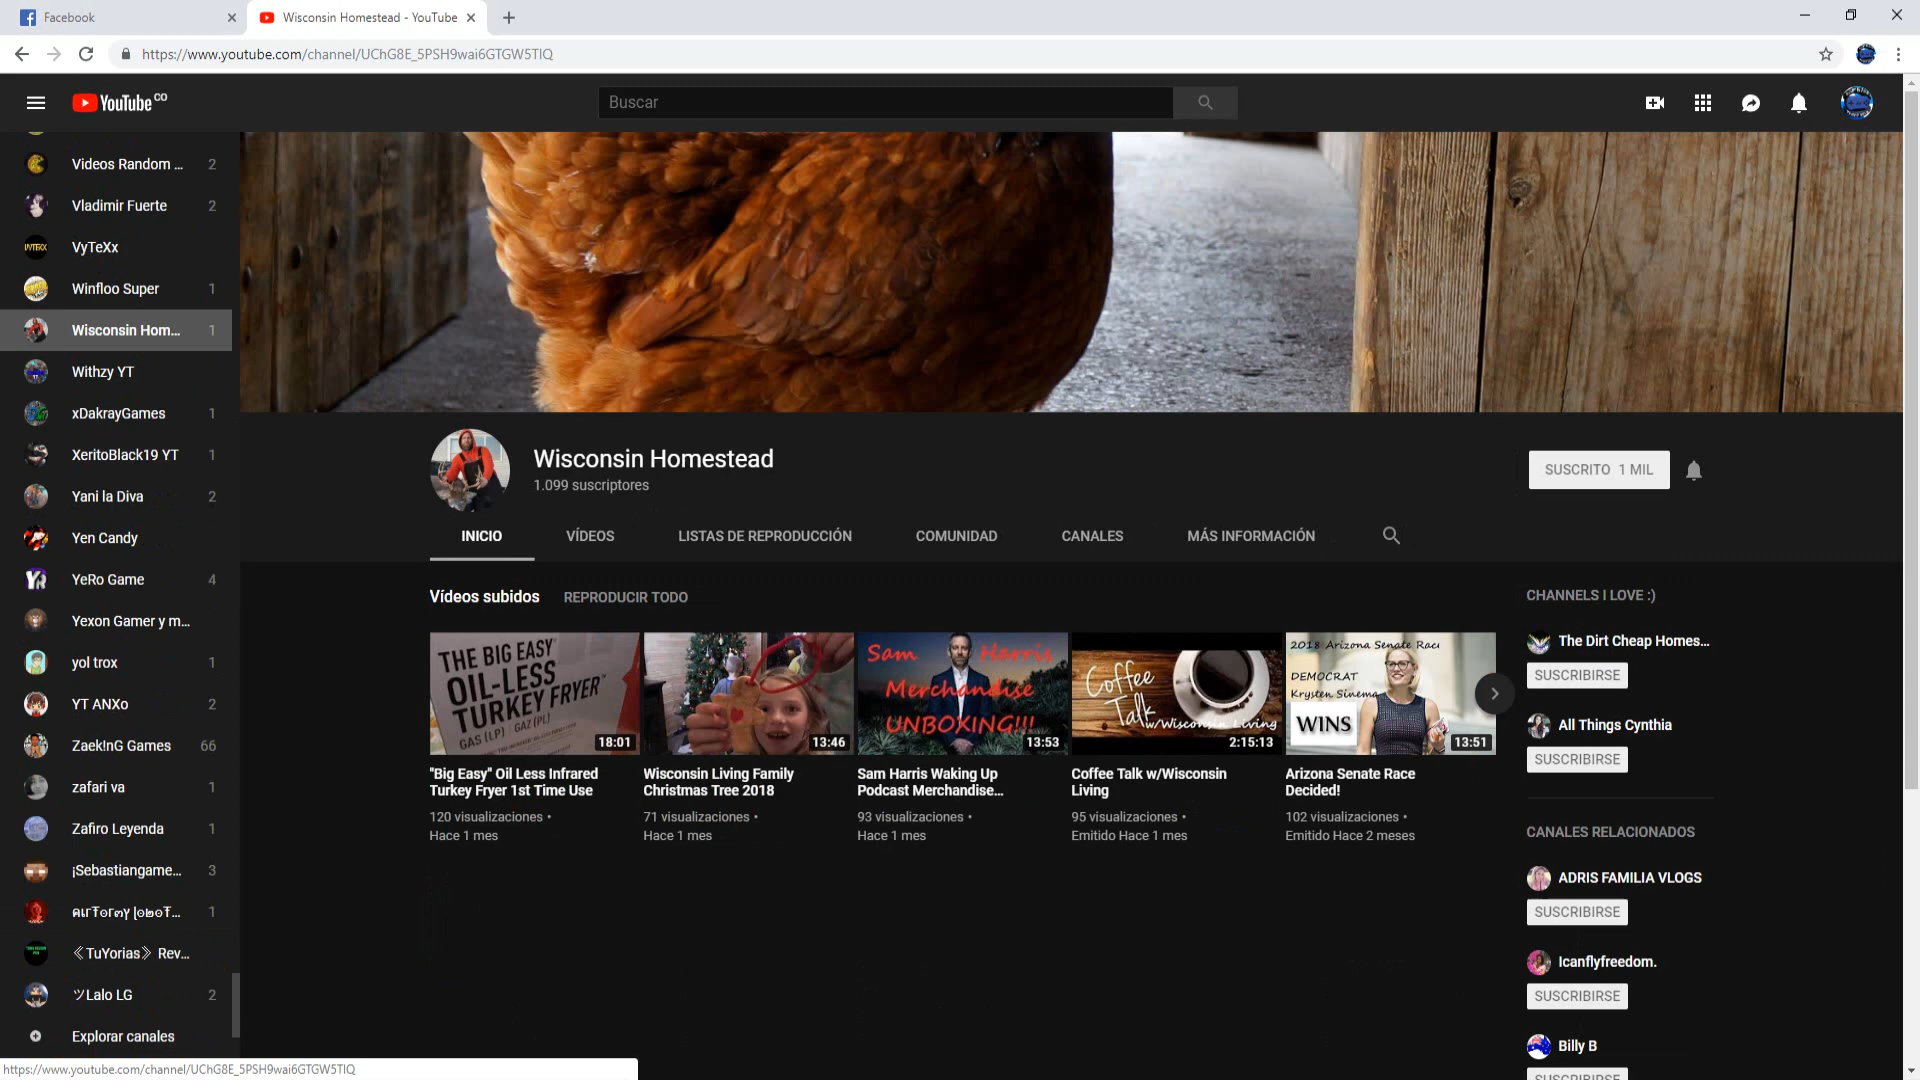 Facebook
Wisconsin Homestead - YouTube
https://www.youtube.com/channel/UChG8E_5PSH9wai6GTGW5TIQ
YouTube CO
Buscar
Videos Random ... 2
Vladimir Fuerte 2
VyTeXx
Winfloo Super 1
Wisconsin Hom... 1
Withzy YT
xDakrayGames 1
XeritoBlack19 YT 1
Yani la Diva 2
Yen Candy
YeRo Game 4
Yexon Gamer y m...
yol trox 1
YT ANXo 2
Zaek!nG Games 66
zafari va 1
Zafiro Leyenda 1
¡Sebastiangame... 3
1
《TuYorias》 Rev...
ツLalo LG 2
Explorar canales
https://www.youtube.com/channel/UChG8E_5PSH9wai6GTGW5TIQ
Wisconsin Homestead
1.099 suscriptores
SUSCRITO 1 MIL
INICIO
VÍDEOS
LISTAS DE REPRODUCCIÓN
COMUNIDAD
CANALES
MÁS INFORMACIÓN
Vídeos subidos
REPRODUCIR TODO
THE BIG EASY
OIL-LESS
TURKEY FRYER
GAS (LP) GAZ (PL)
18:01
"Big Easy" Oil Less Infrared
Turkey Fryer 1st Time Use
120 visualizaciones •
Hace 1 mes
13:46
Wisconsin Living Family
Christmas Tree 2018
71 visualizaciones •
Hace 1 mes
Sam Harris
Merchandise
UNBOXING!!!
13:53
Sam Harris Waking Up
Podcast Merchandise...
93 visualizaciones •
Hace 1 mes
Coffee
Talk
w/Wisconsin Living
2:15:13
Coffee Talk w/Wisconsin
Living
95 visualizaciones •
Emitido Hace 1 mes
2018 Arizona Senate Race
DEMOCRAT
Krysten Sinema
WINS
13:51
Arizona Senate Race
Decided!
102 visualizaciones •
Emitido Hace 2 meses
CHANNELS I LOVE :)
The Dirt Cheap Homes...
SUSCRIBIRSE
All Things Cynthia
SUSCRIBIRSE
CANALES RELACIONADOS
ADRIS FAMILIA VLOGS
SUSCRIBIRSE
Icanflyfreedom.
SUSCRIBIRSE
Billy B
SUSCRIBIRSE